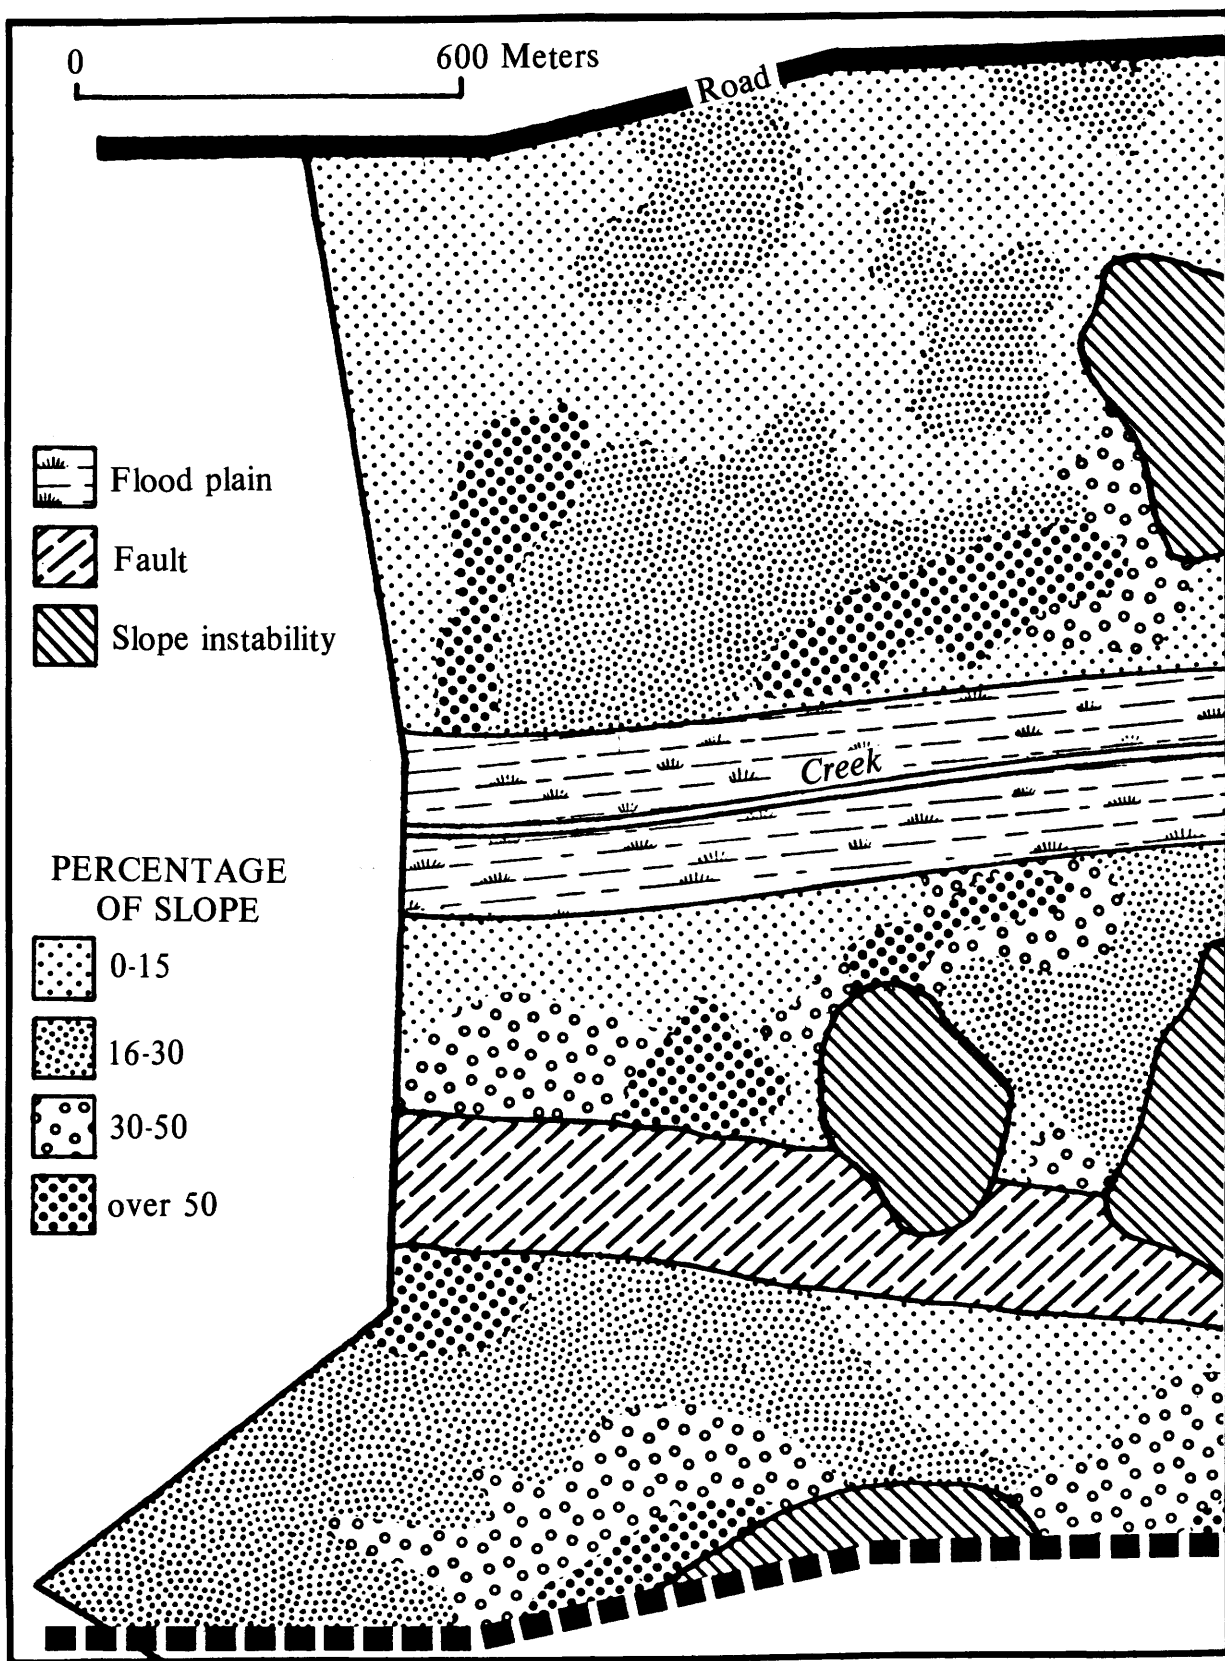 0
600 Meters
Road
Flood plain
Fault
Slope instability
Creek
PERCENTAGE
OF SLOPE
0-15
16-30
30-50
over 50